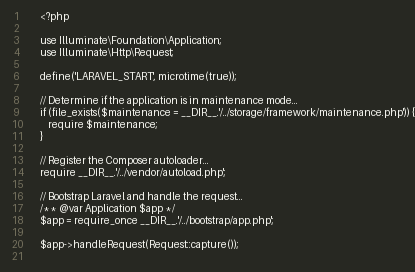 1 <?php
2
3 use Illuminate\Foundation\Application;
4 use Illuminate\Http\Request;
5
6 define('LARAVEL_START', microtime(true));
7
8 // Determine if the application is in maintenance mode...
9 if (file_exists($maintenance = __DIR__.'/../storage/framework/maintenance.php')) {
10 require $maintenance;
11 }
12
13 // Register the Composer autoloader...
14 require __DIR__.'/../vendor/autoload.php';
15
16 // Bootstrap Laravel and handle the request...
17 /** @var Application $app */
18 $app = require_once __DIR__.'/../bootstrap/app.php';
19
20 $app->handleRequest(Request::capture());
21